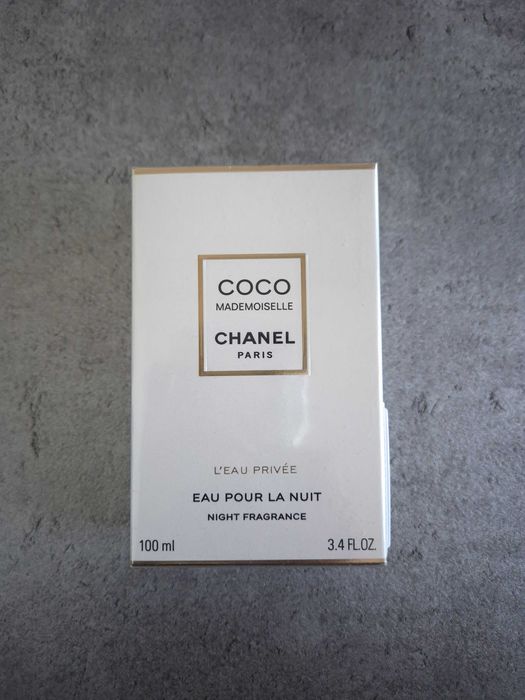 COCO
MADEMOISELLE
CHANEL
PARIS
L'EAU PRIVÉE
EAU POUR LA NUIT
NIGHT FRAGRANCE
100 ml 3.4 FL.OZ.